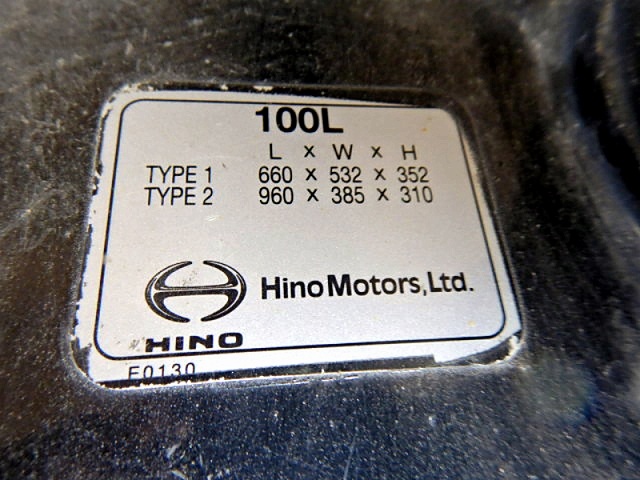 100L
L × W × H
TYPE 1 660 × 532 × 352
TYPE 2 960 × 385 × 310
Hino Motors, Ltd.
HINO
E0130